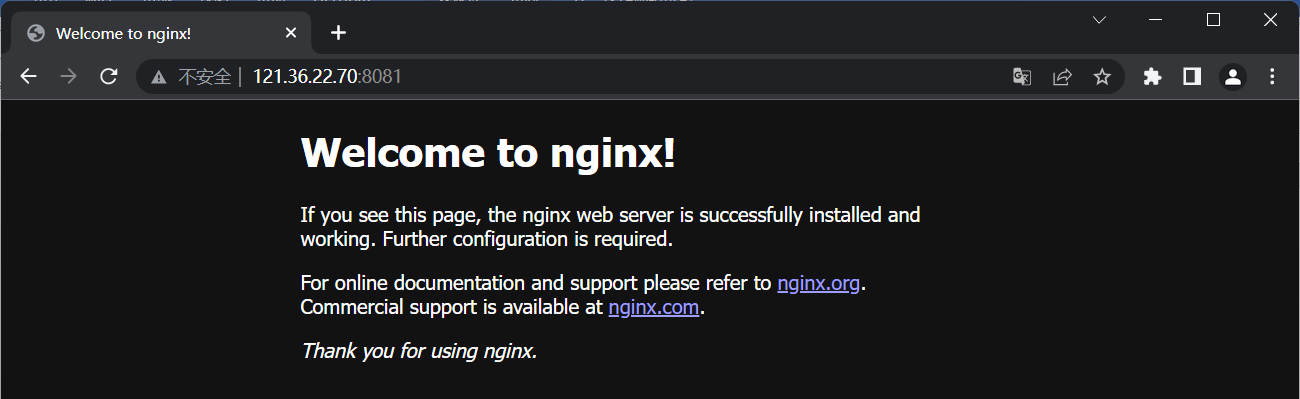 Welcome to nginx!
不安全 | 121.36.22.70:8081
Welcome to nginx!
If you see this page, the nginx web server is successfully installed and
working. Further configuration is required.
For online documentation and support please refer to nginx.org.
Commercial support is available at nginx.com.
Thank you for using nginx.